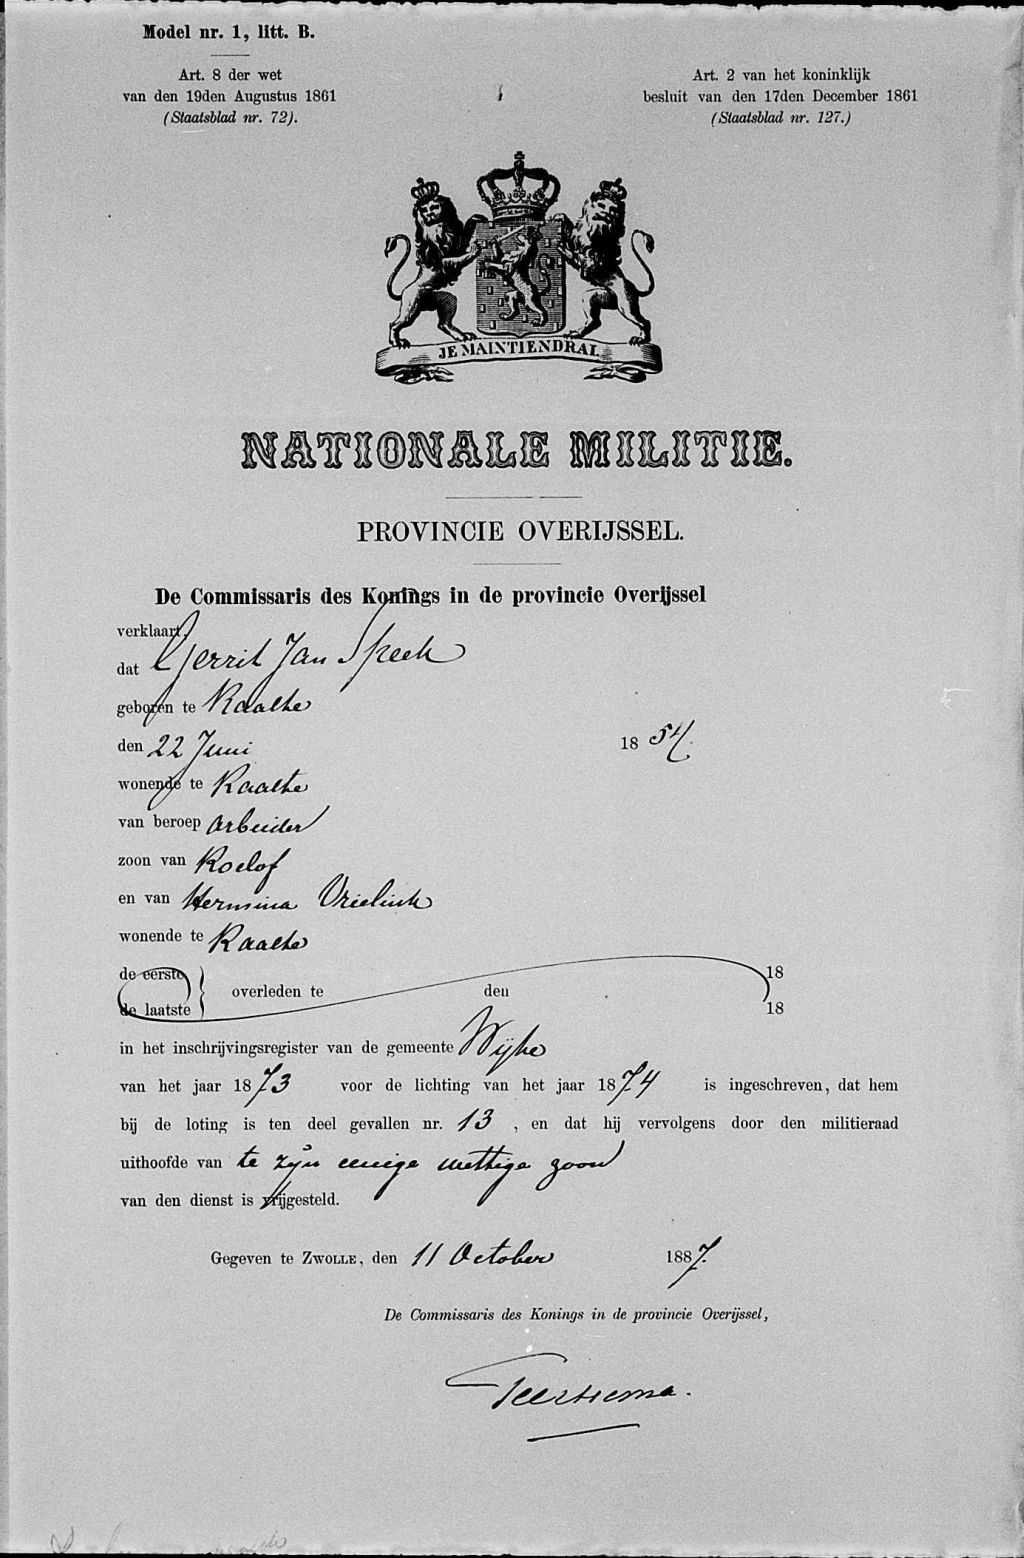 Model nr. 1, litt. B.
Art. 8 der wet
van den 19den Augustus 1861
(Staatsblad nr. 72).
Art. 2 van het koninklijk
besluit van den 17den December 1861
(Staatsblad nr. 127.)
JE MAINTIENDRAI
NATIONALE MILITIE.
PROVINCIE OVERIJSSEL.
De Commissaris des Konings in de provincie Overijssel
verklaart,
dat Gerrit Jan Speek
geboren te Raalte
den 22 Juni 1854.
wonende te Raalte
van beroep arbeider
zoon van Roelof
en van Hermina Vrielink
wonende te Raalte
de eerste 18
overleden te den
de laatste 18
in het inschrijvingsregister van de gemeente Wijhe
van het jaar 1873 voor de lichting van het jaar 1874 is ingeschreven, dat hem
bij de loting is ten deel gevallen nr. 13, en dat hij vervolgens door den militieraad
uithoofde van te zijn eenige wettige zoon
van den dienst is vrijgesteld.
Gegeven te Zwolle, den 11 October 1887.
De Commissaris des Konings in de provincie Overijssel,
Geertsema.